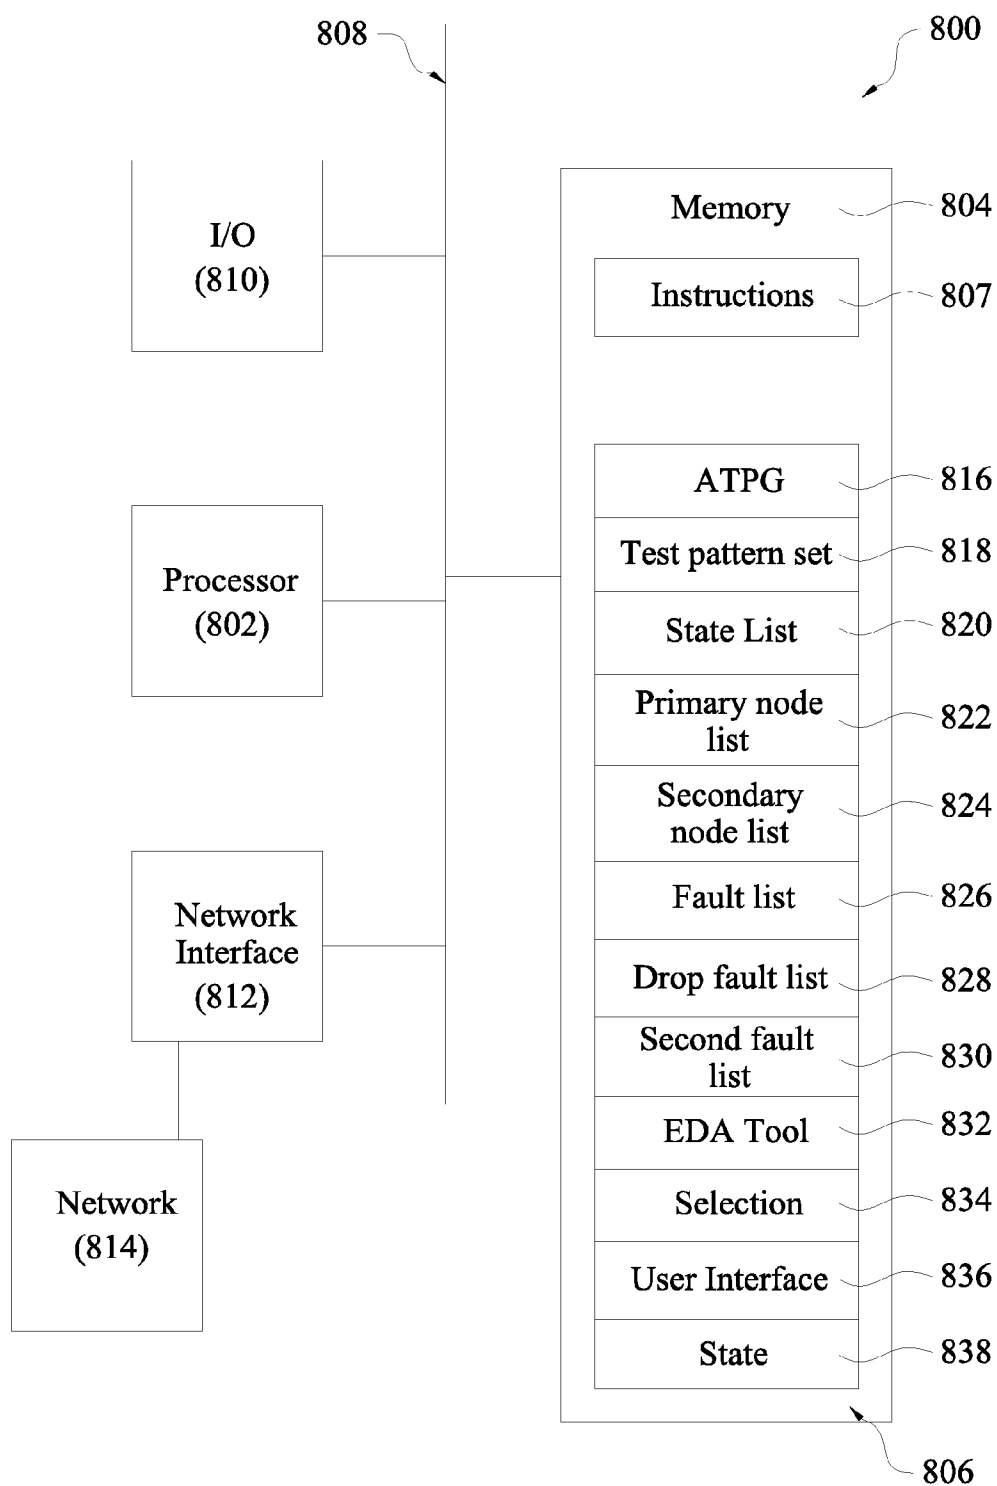 808
800
I/O
(810)
Memory
804
Instructions
807
ATPG
816
Test pattern set
818
Processor
(802)
State List
820
Primary node
list
822
Secondary
node list
824
Network
Interface
(812)
Fault list
826
Drop fault list
828
Second fault
list
830
EDA Tool
832
Network
(814)
Selection
834
User Interface
836
State
838
806